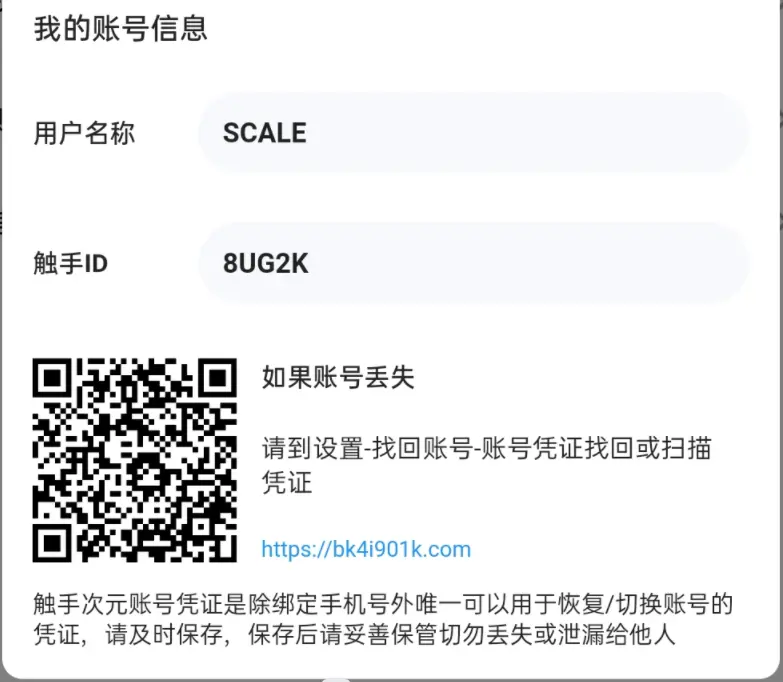 我的账号信息
用户名称
SCALE
触手ID
8UG2K
如果账号丢失
请到设置-找回账号-账号凭证找回或扫描
凭证
https://bk4i901k.com
触手次元账号凭证是除绑定手机号外唯一可以用于恢复/切换账号的
凭证，请及时保存，保存后请妥善保管切勿丢失或泄漏给他人